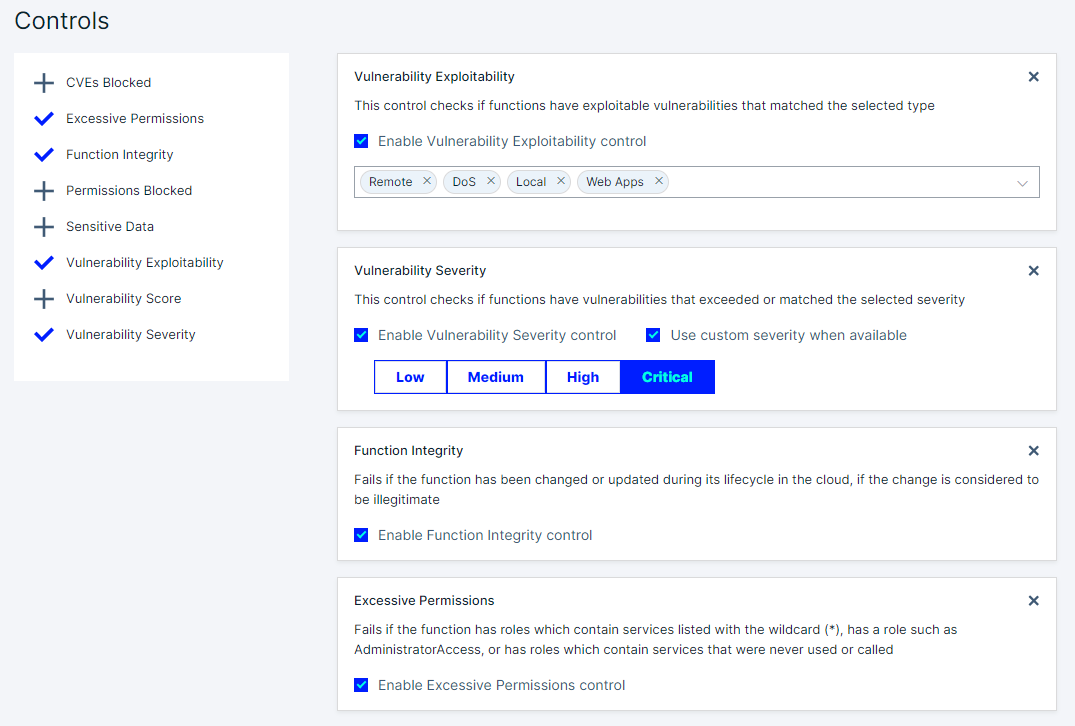 Controls
CVEs Blocked
Excessive Permissions
Function Integrity
Permissions Blocked
Sensitive Data
Vulnerability Exploitability
Vulnerability Score
Vulnerability Severity
Vulnerability Exploitability
This control checks if functions have exploitable vulnerabilities that matched the selected type
Enable Vulnerability Exploitability control
Remote DoS Local Web Apps
Vulnerability Severity
This control checks if functions have vulnerabilities that exceeded or matched the selected severity
Enable Vulnerability Severity control Use custom severity when available
Low Medium High Critical
Function Integrity
Fails if the function has been changed or updated during its lifecycle in the cloud, if the change is considered to
be illegitimate
Enable Function Integrity control
Excessive Permissions
Fails if the function has roles which contain services listed with the wildcard (*), has a role such as
AdministratorAccess, or has roles which contain services that were never used or called
Enable Excessive Permissions control